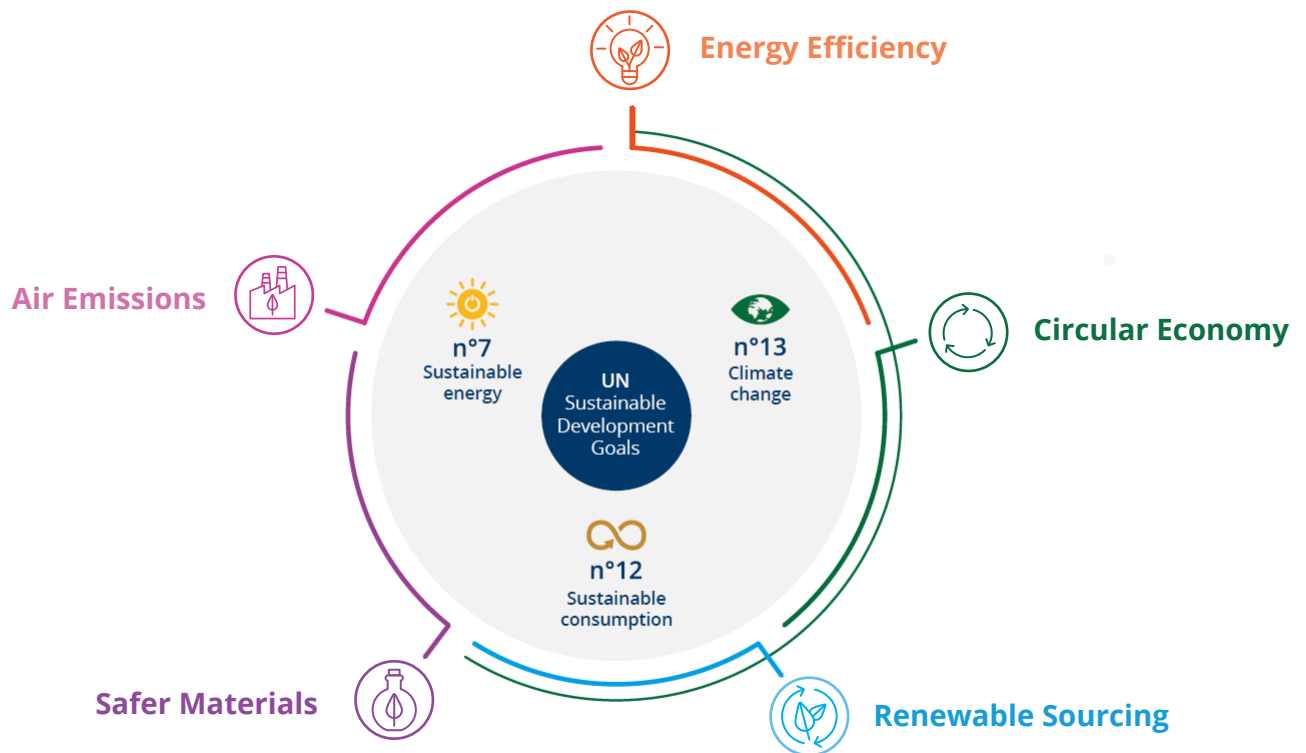 Energy Efficiency
Air Emissions
Circular Economy
n°7
Sustainable
energy
n°13
Climate
change
UN
Sustainable
Development
Goals
n°12
Sustainable
consumption
Safer Materials
Renewable Sourcing